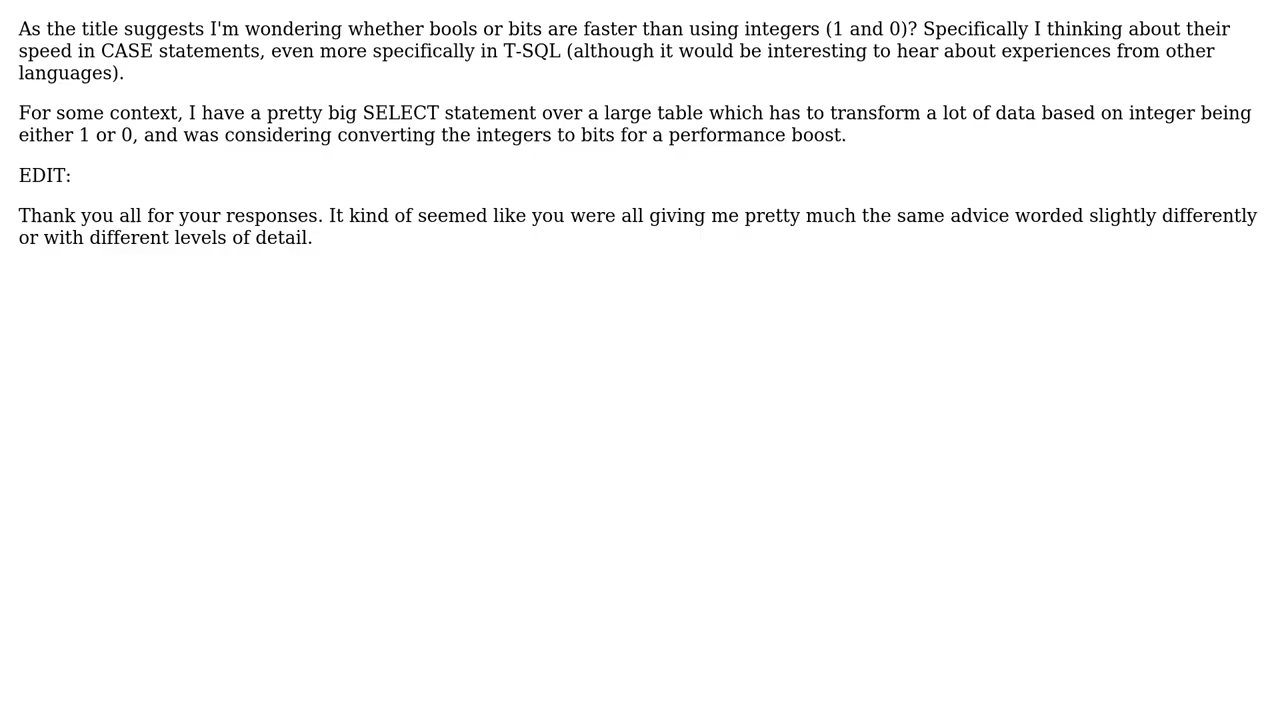 As the title suggests I'm wondering whether bools or bits are faster than using integers (1 and 0)? Specifically I thinking about their
speed in CASE statements, even more specifically in T-SQL (although it would be interesting to hear about experiences from other
languages).
For some context, I have a pretty big SELECT statement over a large table which has to transform a lot of data based on integer being
either 1 or 0, and was considering converting the integers to bits for a performance boost.
EDIT:
Thank you all for your responses. It kind of seemed like you were all giving me pretty much the same advice worded slightly differently
or with different levels of detail.